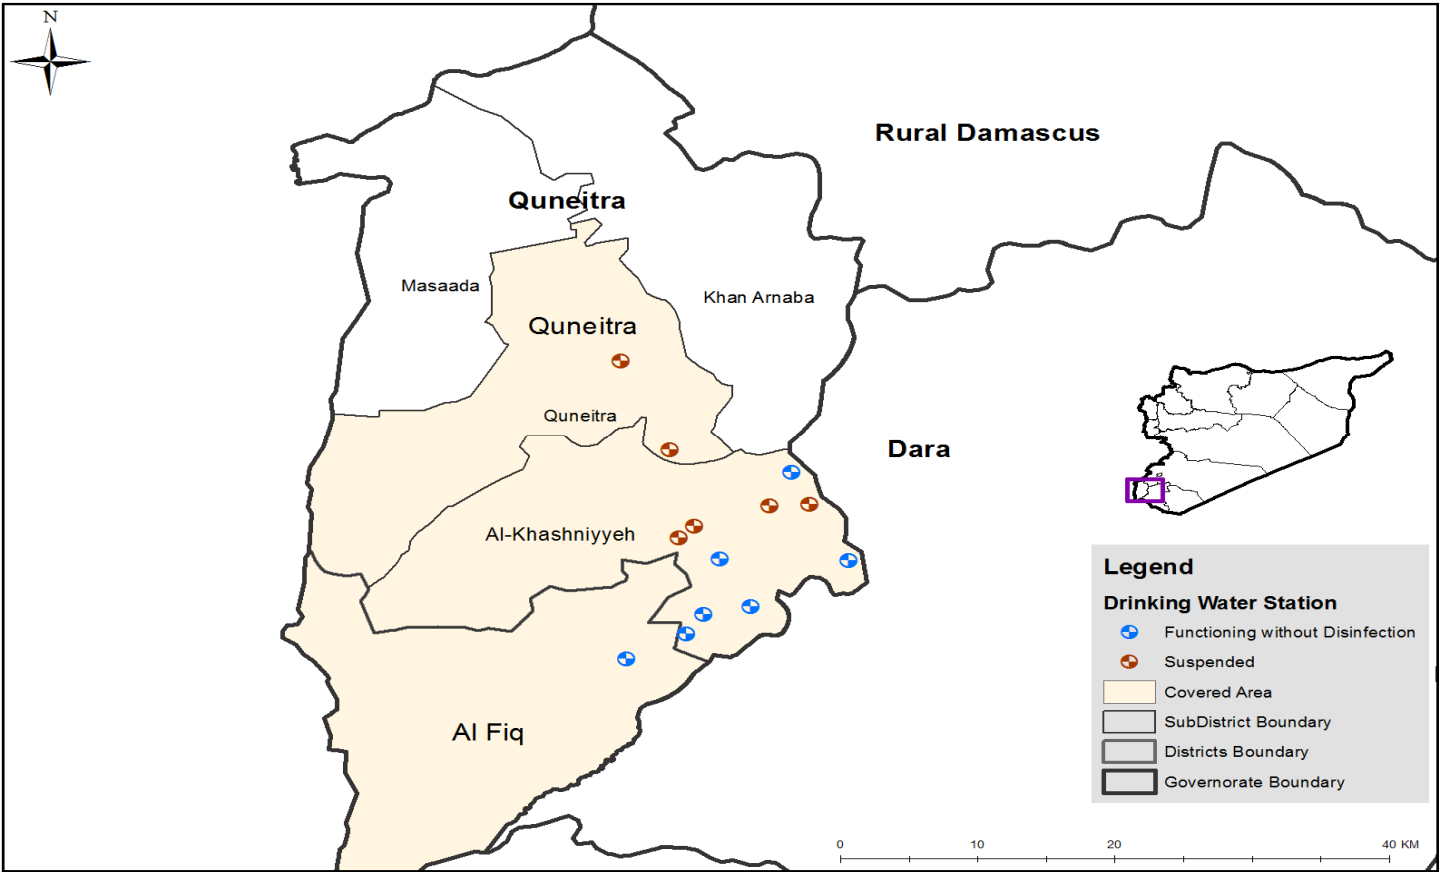 N
Rural Damascus
Quneitra
Masaada
Khan Arnaba
Quneitra
Quneitra
Dara
Al-Khashniyyeh
Al Fiq
Legend
Drinking Water Station
Functioning without Disinfection
Suspended
Covered Area
SubDistrict Boundary
Districts Boundary
Governorate Boundary
0 10 20 40 KM